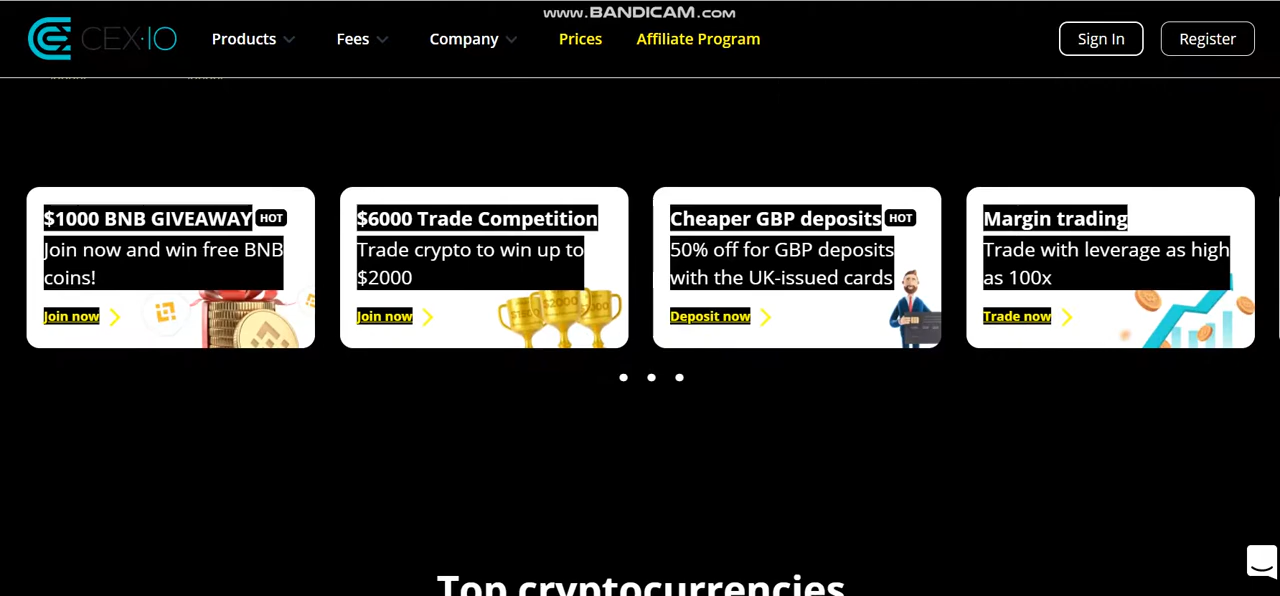 www.BANDICAM.com
CEX·IO Products Fees Company Prices Affiliate Program Sign In Register
$1000 BNB GIVEAWAY HOT
Join now and win free BNB
coins!
Join now
$6000 Trade Competition
Trade crypto to win up to
$2000
Join now
$2000
Cheaper GBP deposits HOT
50% off for GBP deposits
with the UK-issued cards
Deposit now
Margin trading
Trade with leverage as high
as 100x
Trade now
Top cryptocurrencies